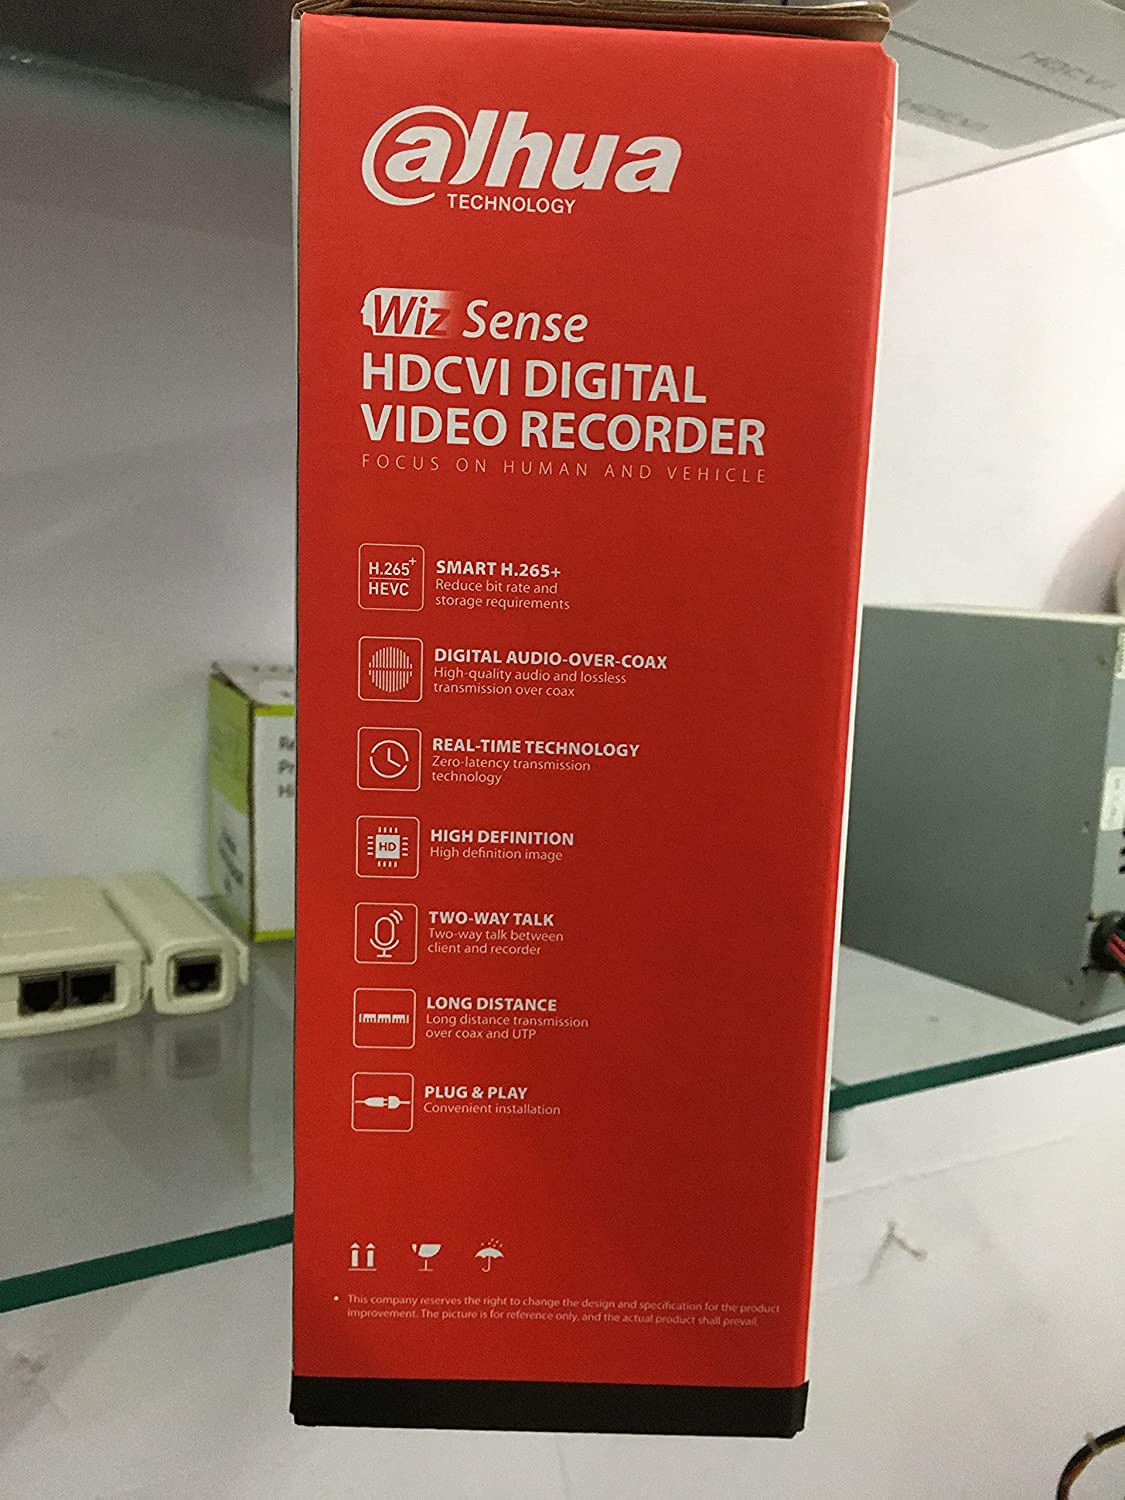 alhua
TECHNOLOGY
Wiz Sense
HDCVI DIGITAL
VIDEO RECORDER
FOCUS ON HUMAN AND VEHICLE
H.265+
HEVC
SMART H.265+
Reduce bit rate and
storage requirements
DIGITAL AUDIO-OVER-COAX
High-quality audio and lossless
transmission over coax
REAL-TIME TECHNOLOGY
Zero-latency transmission
technology
HD
HIGH DEFINITION
High definition image
TWO-WAY TALK
Two-way talk between
client and recorder
LONG DISTANCE
Long distance transmission
over coax and UTP
PLUG & PLAY
Convenient installation
• This company reserves the right to change the design and specification for the product
improvement. The picture is for reference only, and the actual product shall prevail.
HDCVI
HDCVI